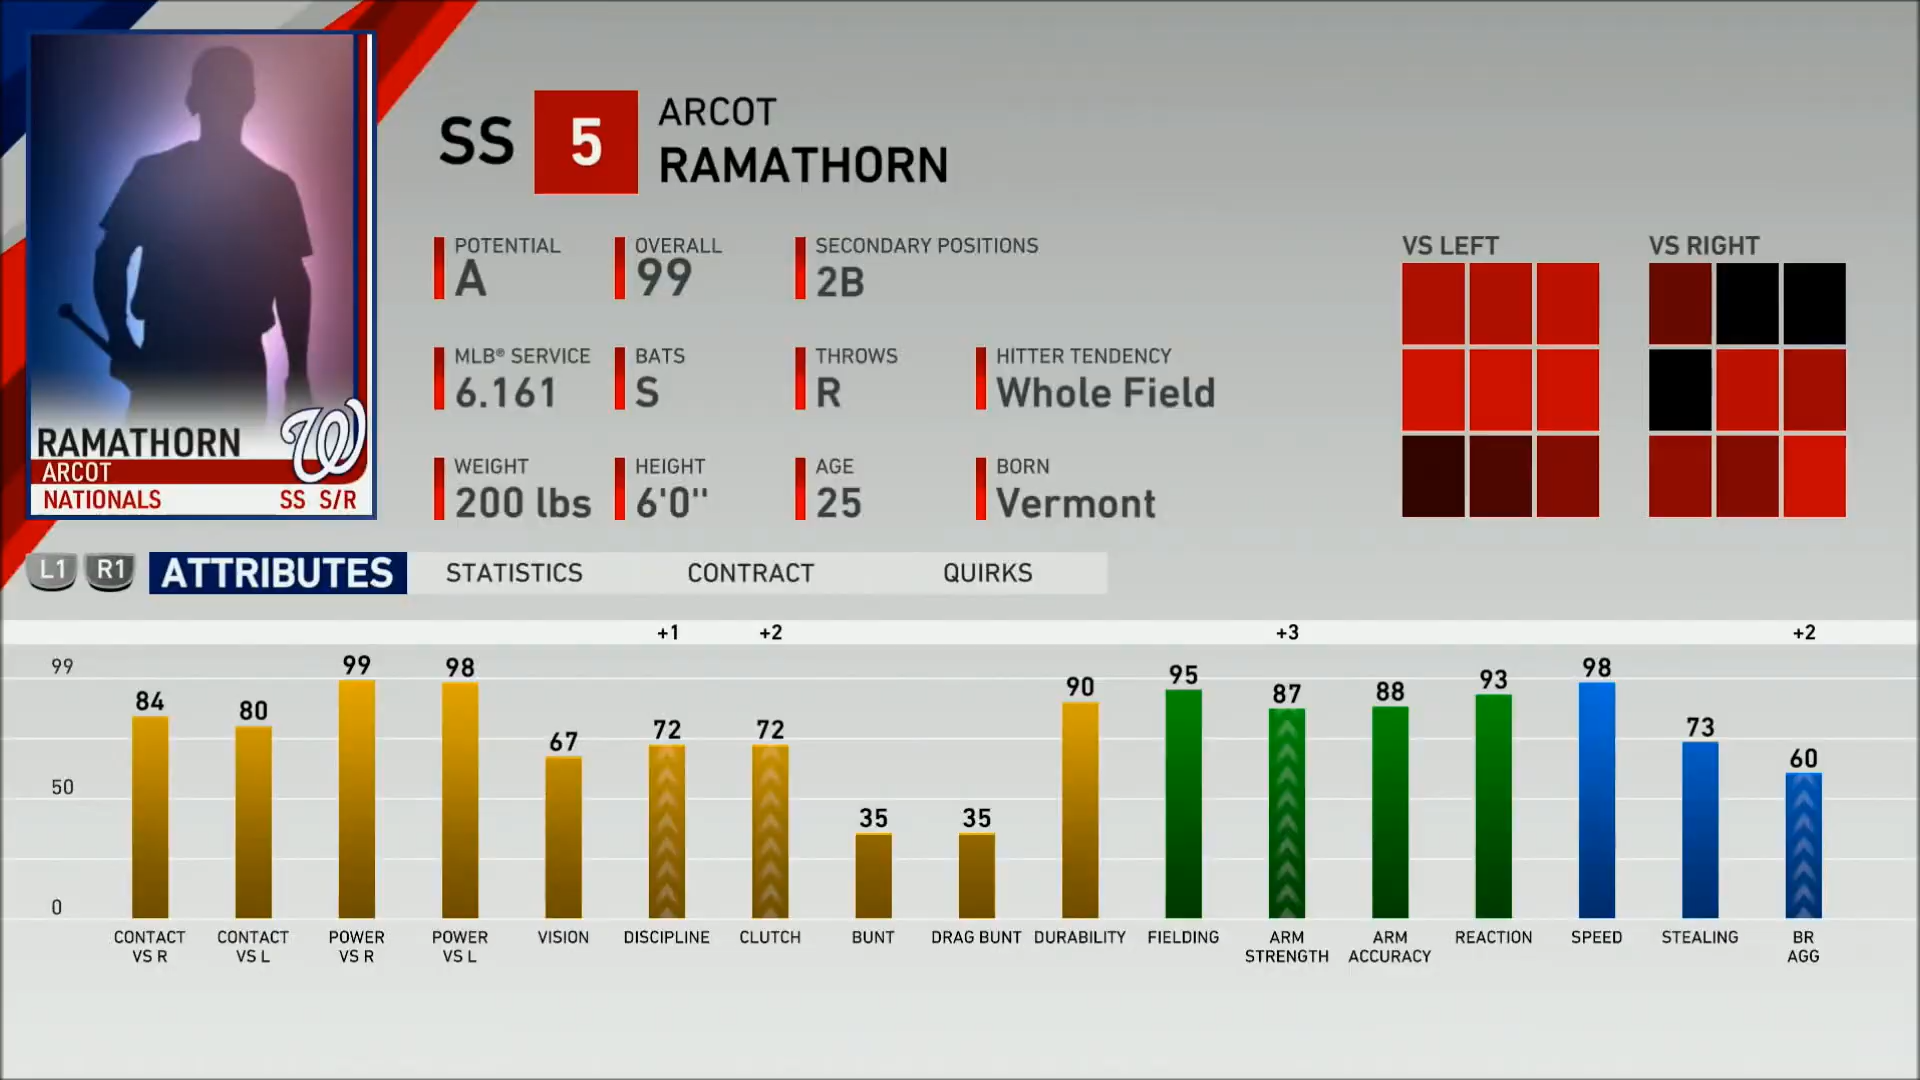 SS 5 ARCOT
RAMATHORN
POTENTIAL OVERALL SECONDARY POSITIONS
A 99 2B
MLB® SERVICE BATS THROWS HITTER TENDENCY
6.161 S R Whole Field
WEIGHT HEIGHT AGE BORN
200 lbs 6'0" 25 Vermont
VS LEFT VS RIGHT
W
RAMATHORN
ARCOT
NATIONALS SS S/R
L1 R1 ATTRIBUTES STATISTICS CONTRACT QUIRKS
+1 +2 +3 +2
99
50
0
84 80 99 98 67 72 72 35 35 90 95 87 88 93 98 73 60
CONTACT VS R
CONTACT VS L
POWER VS R
POWER VS L
VISION
DISCIPLINE
CLUTCH
BUNT
DRAG BUNT
DURABILITY
FIELDING
ARM STRENGTH
ARM ACCURACY
REACTION
SPEED
STEALING
BR AGG